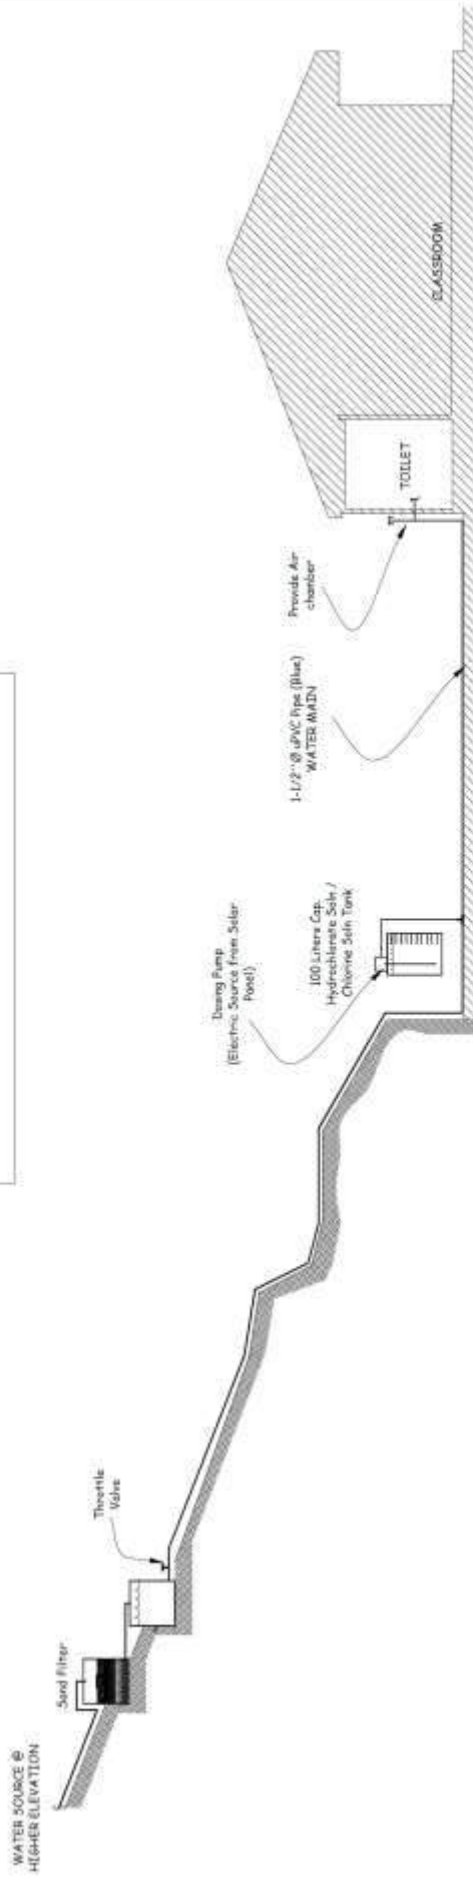 WATER SOURCE @
HIGHER ELEVATION
Sand Filter
Throttle
Valve
Dosing Pump
(Electric Source from Solar
Panel)
100 Liters Cap.
Hydrochlorate Soln /
Chlorine Soln Tank
1-1/2'' Ø uPVC Pipe (Blue)
WATER MAIN
Provide Air
chamber
TOILET
CLASSROOM